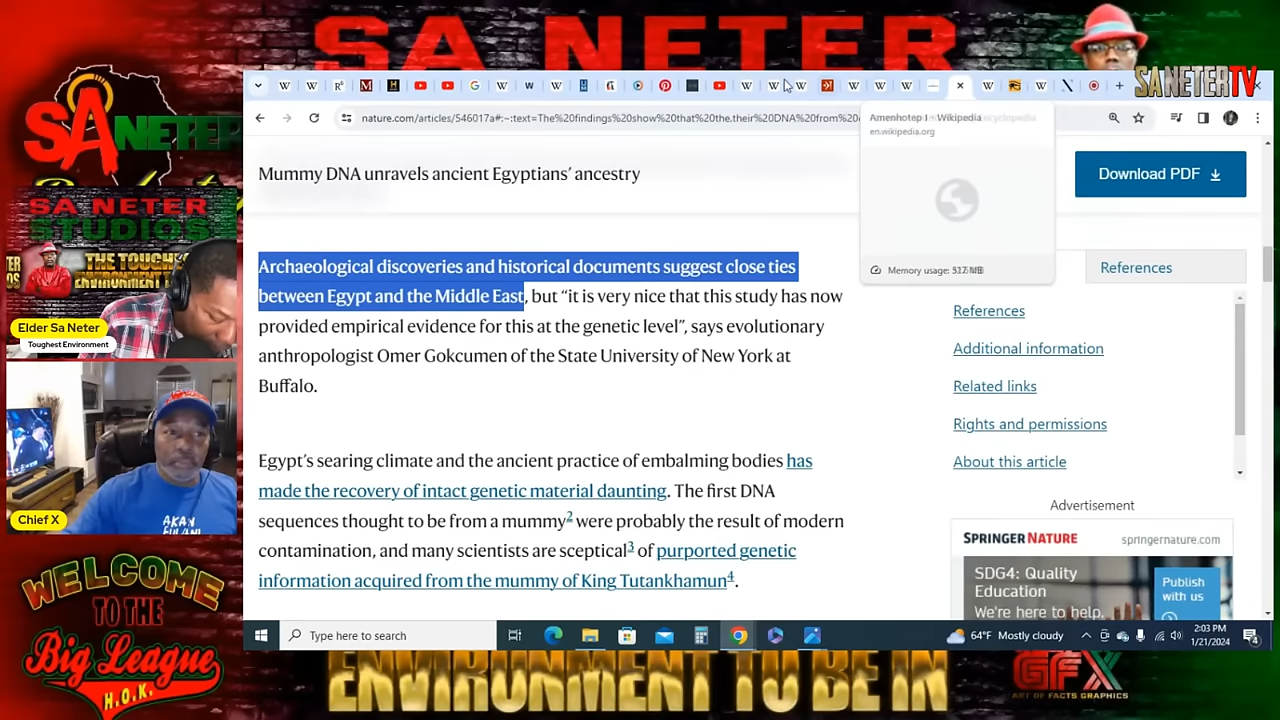 SA NETER
SANETERTV
SA
NETER
SA NETER
STUDIOS
THE TOUGH
ENVIRONMENT
Elder Sa Neter
Toughest Environment
Chief X
AKAN
FULANI
WELCOME
TO THE
Big League
H.O.K.
nature.com/articles/546017a#:~:text=The%20findings%20show%20that%20the,their%20DNA%20from%
Amenhotep I - Wikipedia
en.wikipedia.org
Memory usage:
Mummy DNA unravels ancient Egyptians' ancestry
Download PDF
Archaeological discoveries and historical documents suggest close ties
between Egypt and the Middle East, but “it is very nice that this study has now
provided empirical evidence for this at the genetic level”, says evolutionary
anthropologist Omer Gokcumen of the State University of New York at
Buffalo.
Egypt's searing climate and the ancient practice of embalming bodies has
made the recovery of intact genetic material daunting. The first DNA
sequences thought to be from a mummy2 were probably the result of modern
contamination, and many scientists are sceptical3 of purported genetic
information acquired from the mummy of King Tutankhamun4.
References
References
Additional information
Related links
Rights and permissions
About this article
Advertisement
SPRINGER NATURE
springernature.com
SDG4: Quality
Education
We're here to help.
Publish
with us
Type here to search
64°F Mostly cloudy
2:03 PM
1/21/2024
4
ENVIRONMENT TO BE IN
GFX
ART OF FACTS GRAPHICS